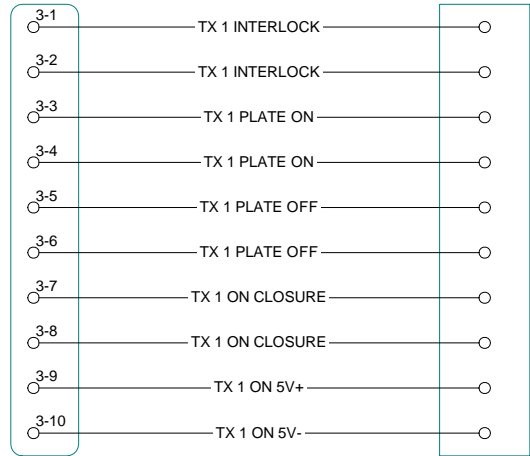 3-1 TX 1 INTERLOCK
3-2 TX 1 INTERLOCK
3-3 TX 1 PLATE ON
3-4 TX 1 PLATE ON
3-5 TX 1 PLATE OFF
3-6 TX 1 PLATE OFF
3-7 TX 1 ON CLOSURE
3-8 TX 1 ON CLOSURE
3-9 TX 1 ON 5V+
3-10 TX 1 ON 5V-